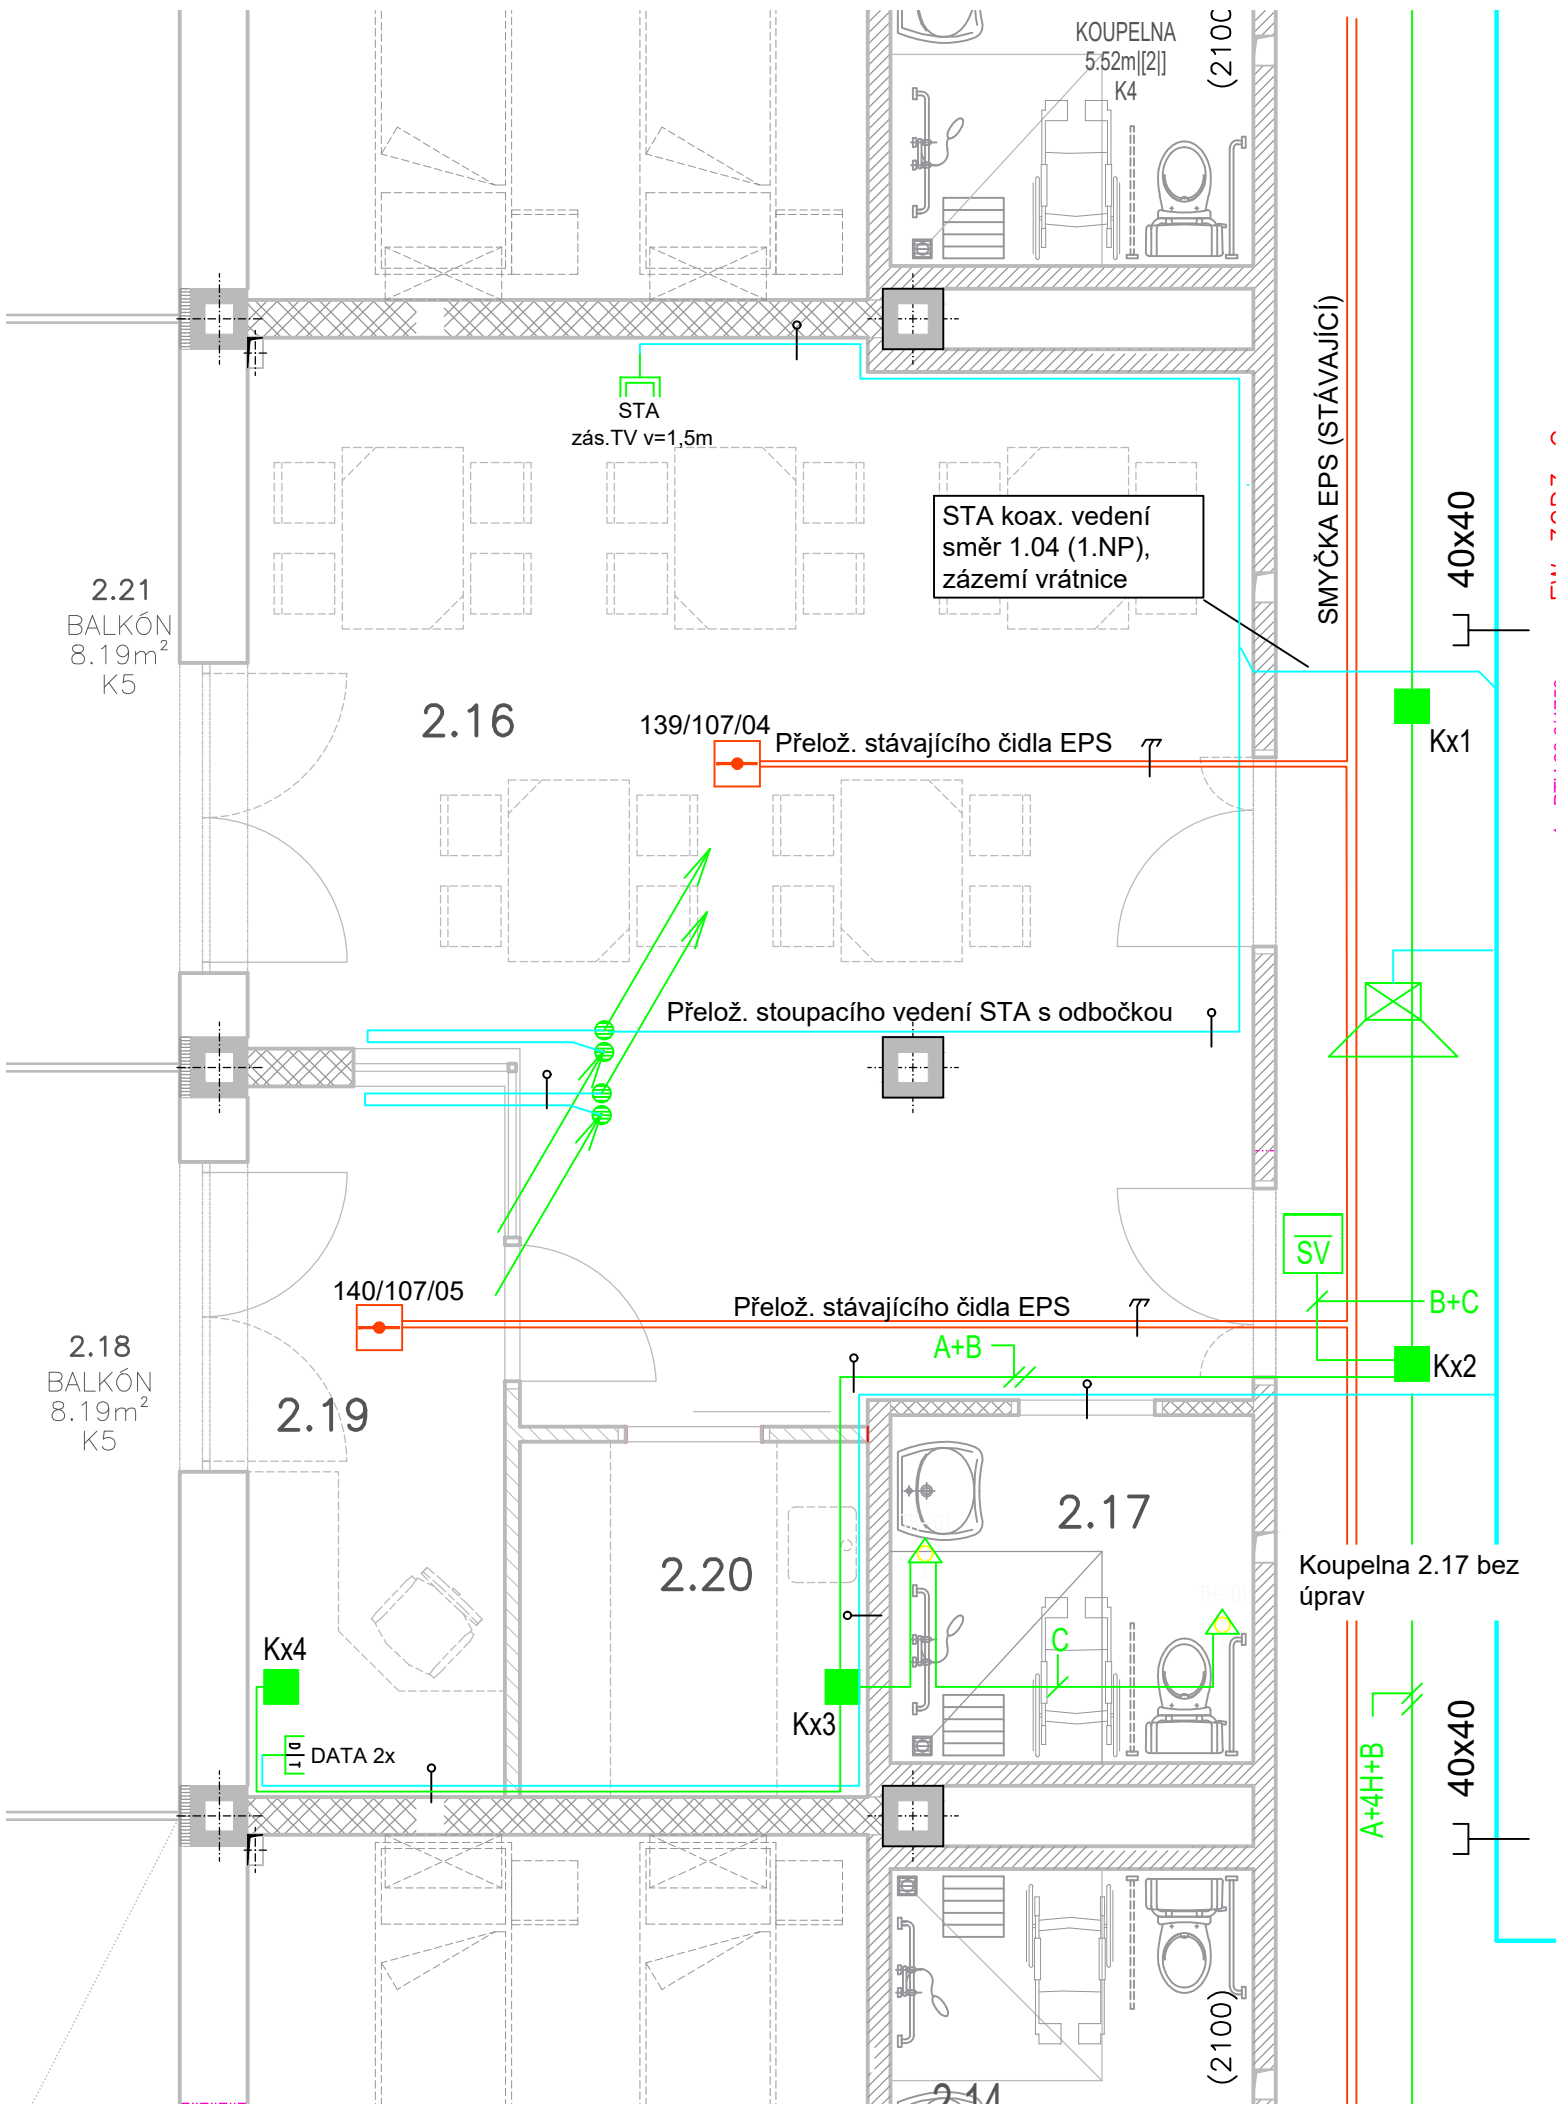 KOUPELNA
5.52m|[2|]
K4
(2100
SMYČKA EPS (STÁVAJÍCÍ)
STA
zás.TV v=1,5m
40x40
STA koax. vedení
směr 1.04 (1.NP),
zázemí vrátnice
2.21
BALKÓN
8.19m²
K5
2.16
139/107/04
Přelož. stávajícího čidla EPS
Kx1
Přelož. stoupacího vedení STA s odbočkou
SV
B+C
140/107/05
Přelož. stávajícího čidla EPS
A+B
Kx2
2.18
BALKÓN
8.19m²
K5
2.19
2.17
2.20
Koupelna 2.17 bez
úprav
C
Kx4
Kx3
DATA 2x
A+4H+B
40x40
(2100)
2.14